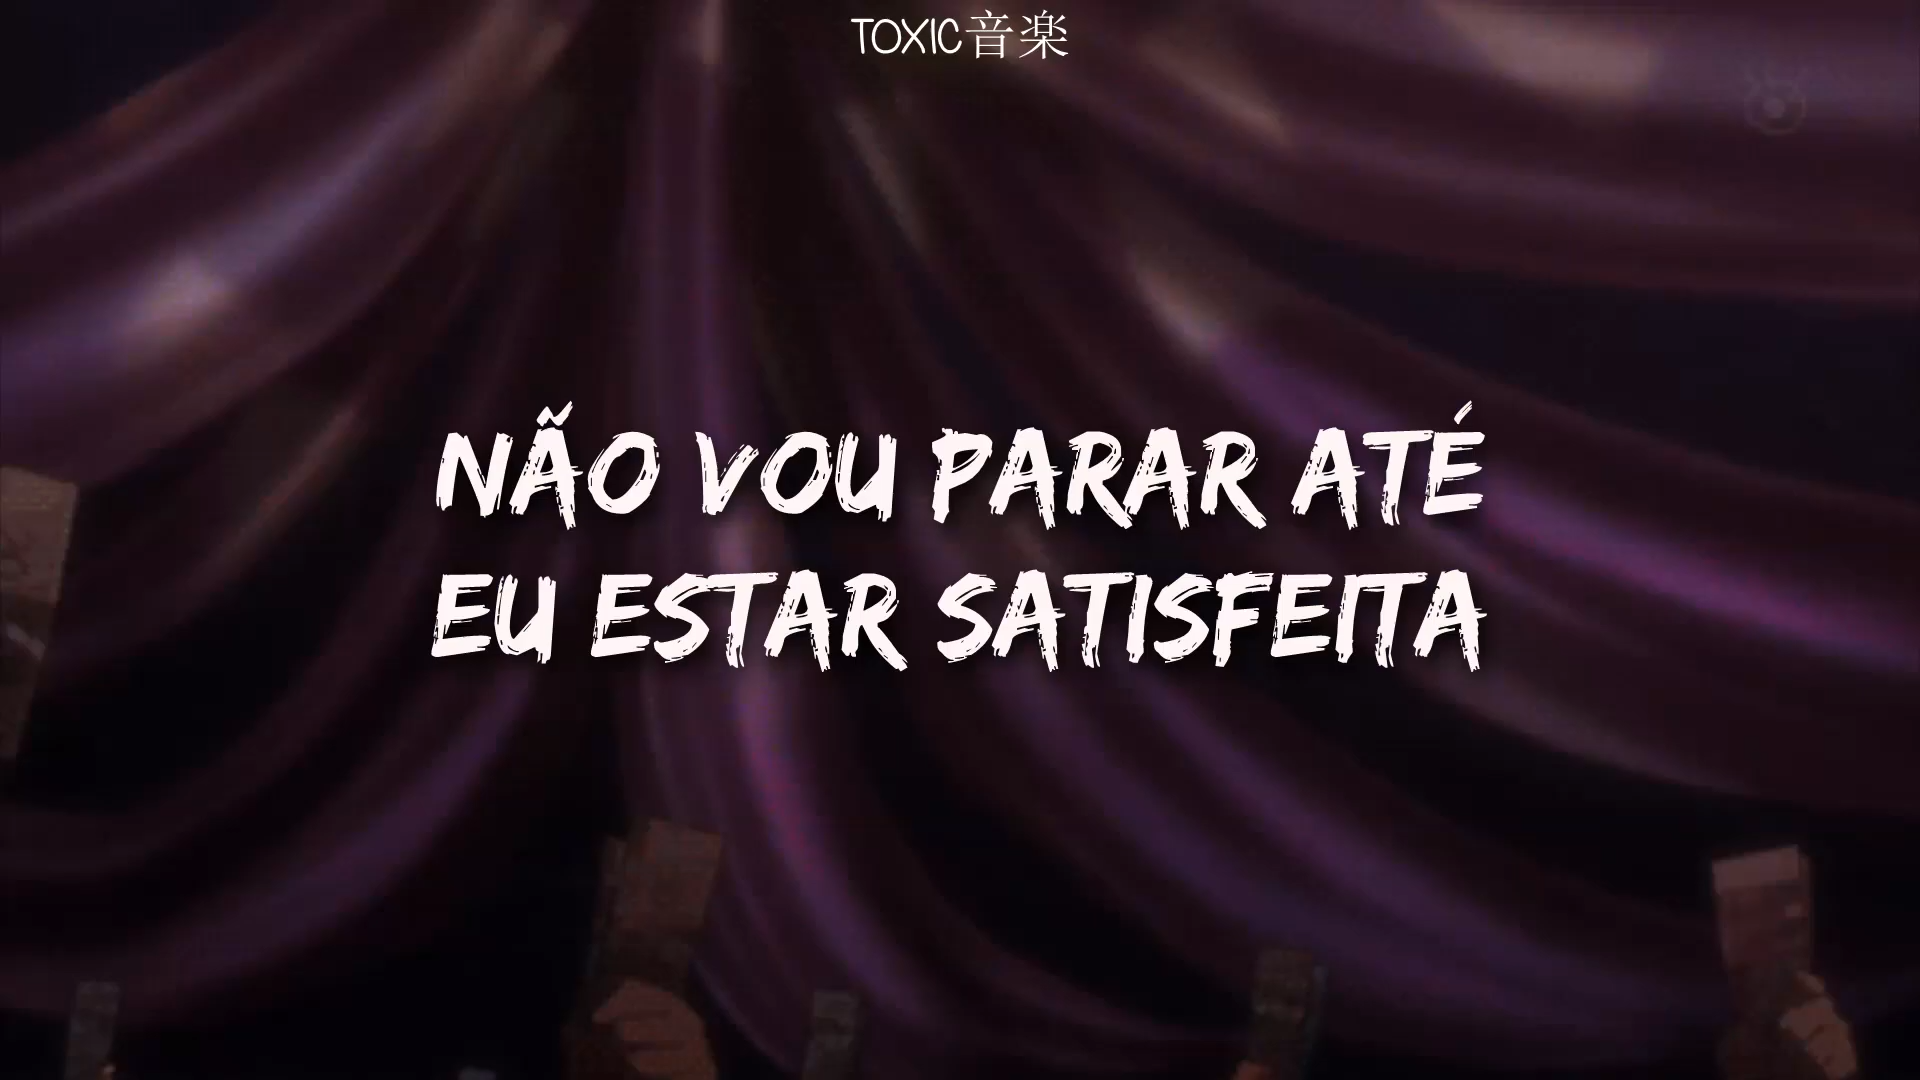 TOXIC音楽
NÃO VOU PARAR ATÉ
EU ESTAR SATISFEITA